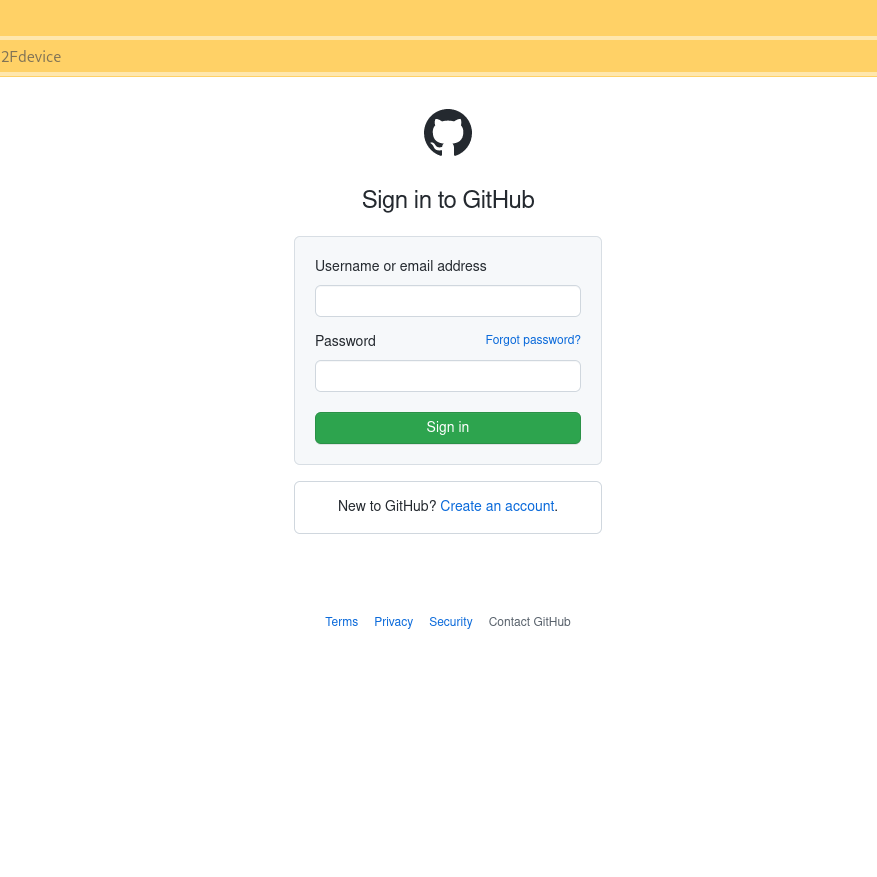 2Fdevice
Sign in to GitHub
Username or email address
Password Forgot password?
Sign in
New to GitHub? Create an account.
Terms Privacy Security Contact GitHub